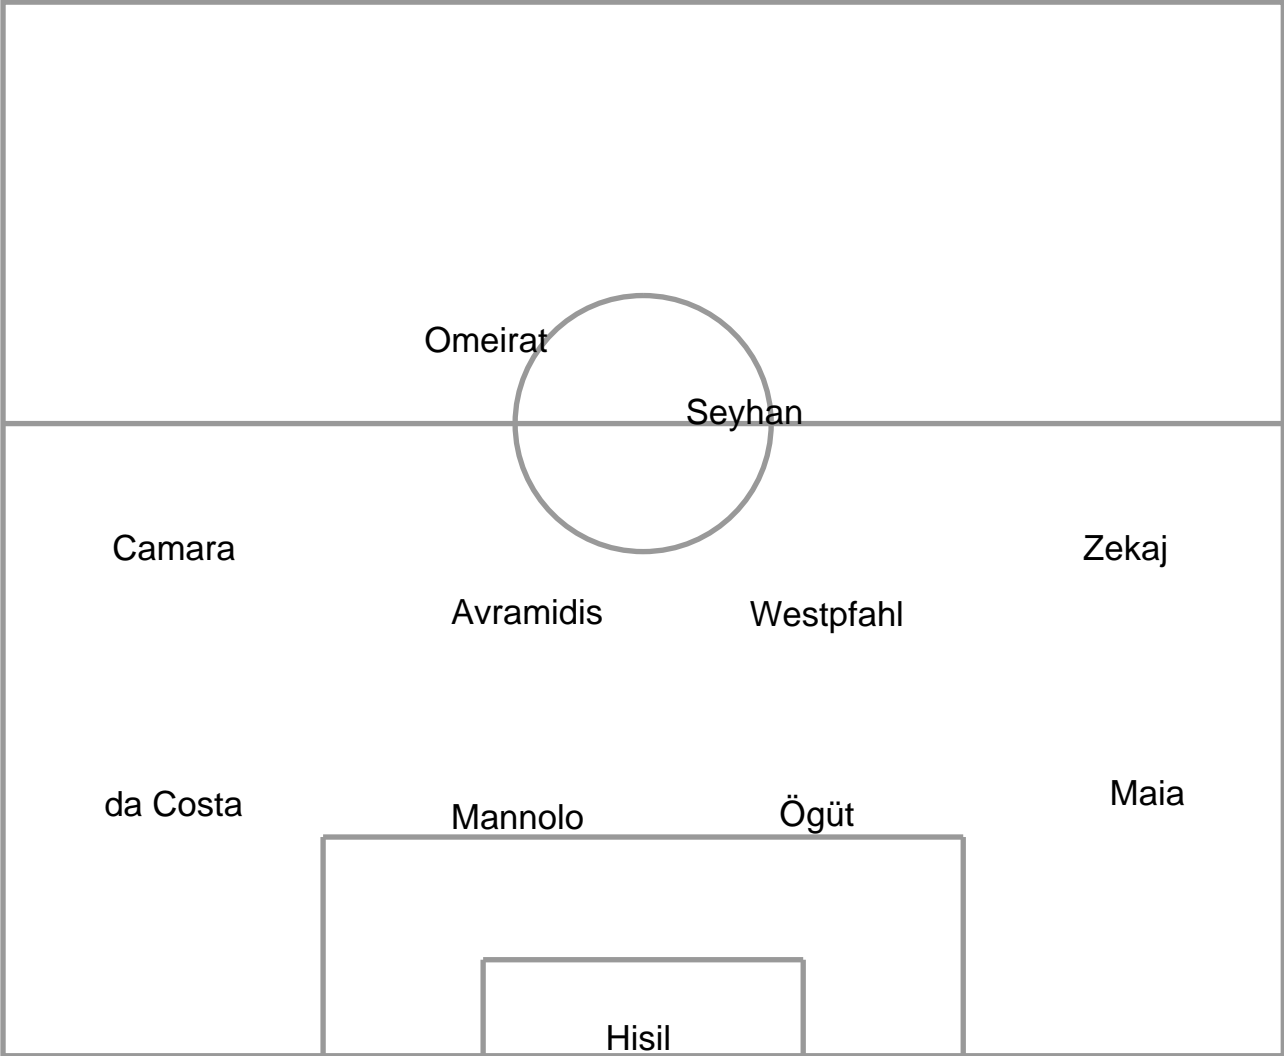 Omeirat
Seyhan
Camara
Zekaj
Avramidis
Westpfahl
da Costa
Mannolo
Ögüt
Maia
Hisil